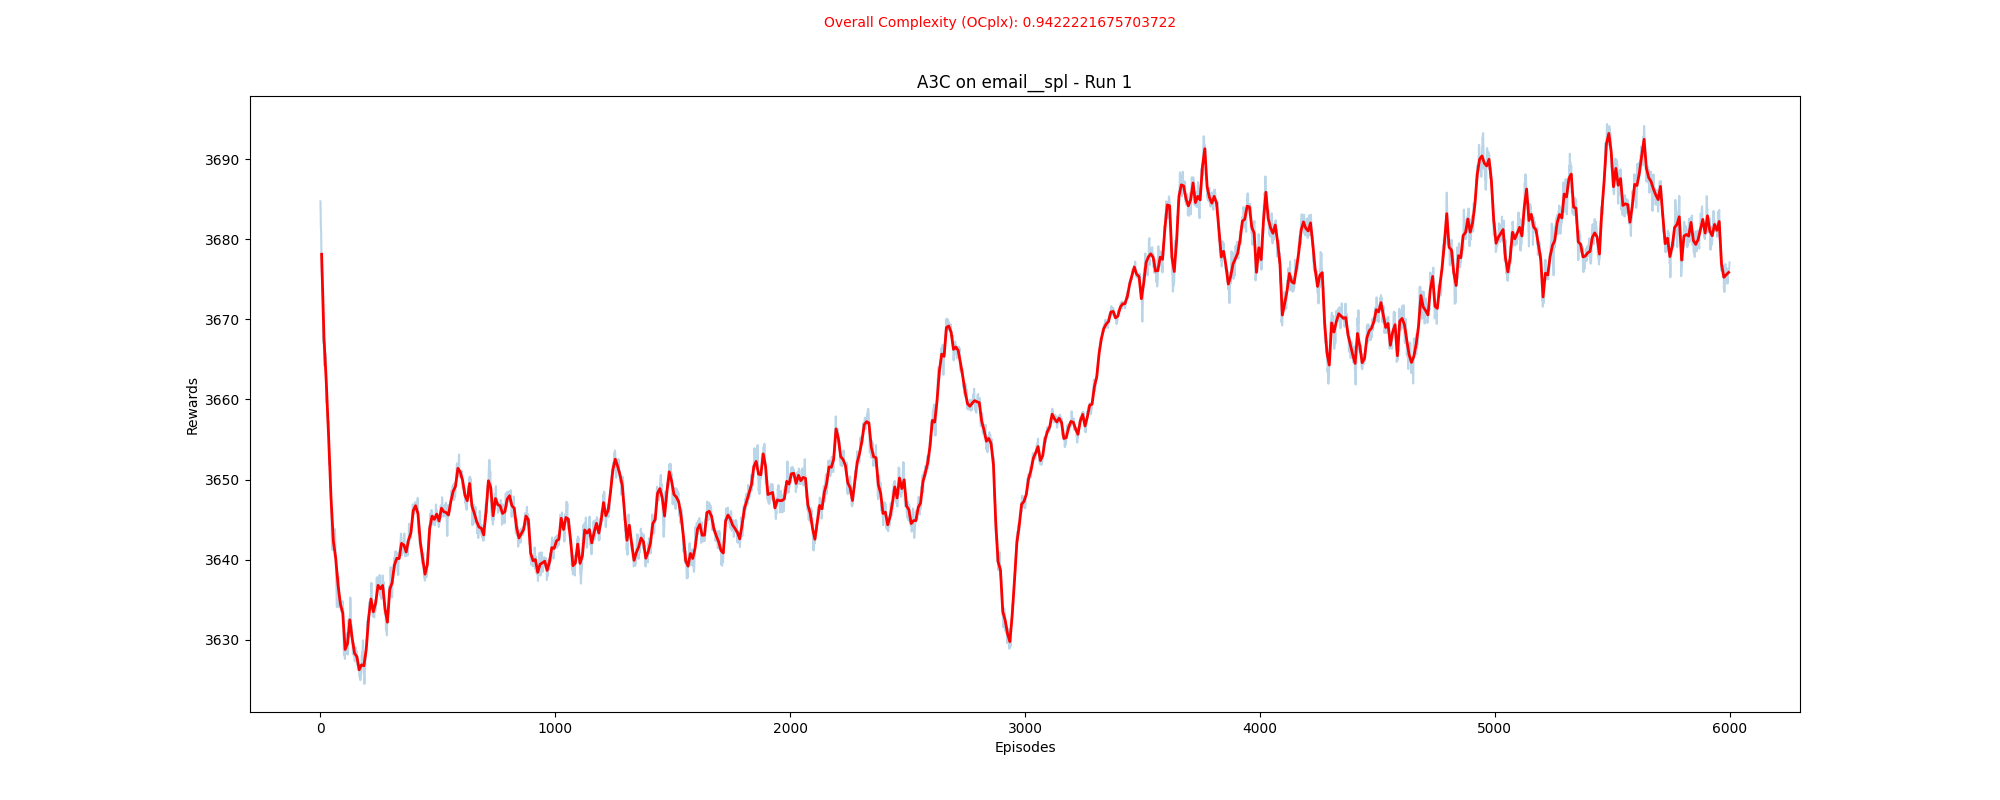 Overall Complexity (OCplx): 0.9422221675703722
A3C on email__spl - Run 1
3690
3680
3670
3660
3650
3640
3630
Rewards
0 1000 2000 3000 4000 5000 6000
Episodes